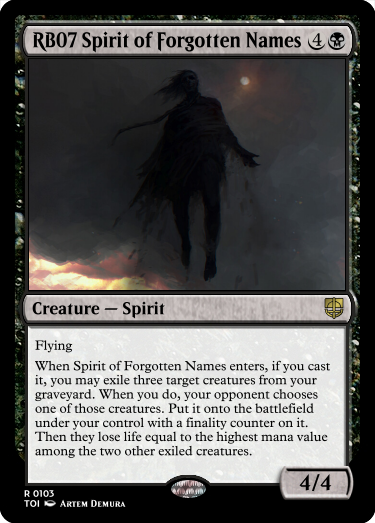 RB07 Spirit of Forgotten Names 4
Creature — Spirit
Flying
When Spirit of Forgotten Names enters, if you cast
it, you may exile three target creatures from your
graveyard. When you do, your opponent chooses
one of those creatures. Put it onto the battlefield
under your control with a finality counter on it.
Then they lose life equal to the highest mana value
among the two other exiled creatures.
4/4
R 0103
TOI Artem Demura